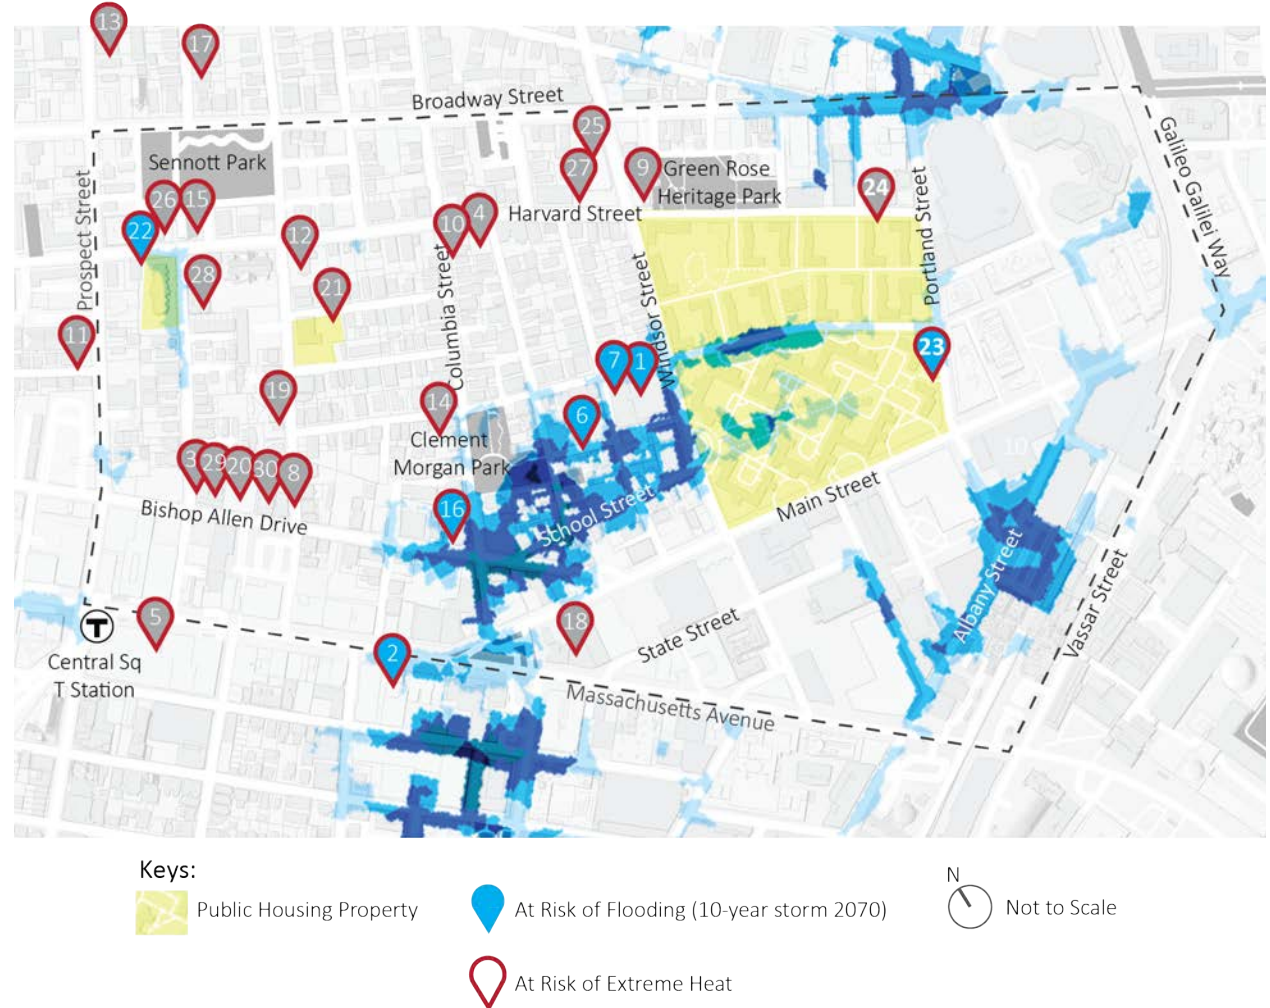 13
17
Broadway Street
25
Sennott Park
27
9
Green Rose
Heritage Park
24
26
15
Harvard Street
22
12
10
4
Prospect Street
28
21
Columbia Street
Windsor Street
Portland Street
Galileo Galilei Way
11
7
1
23
19
14
6
Clement
Morgan Park
10
3
29
20
30
8
Bishop Allen Drive
16
School Street
Main Street
Albany Street
Vassar Street
5
T
18
State Street
2
Central Sq
T Station
Massachusetts Avenue
Keys:
Public Housing Property
At Risk of Flooding (10-year storm 2070)
N
Not to Scale
At Risk of Extreme Heat